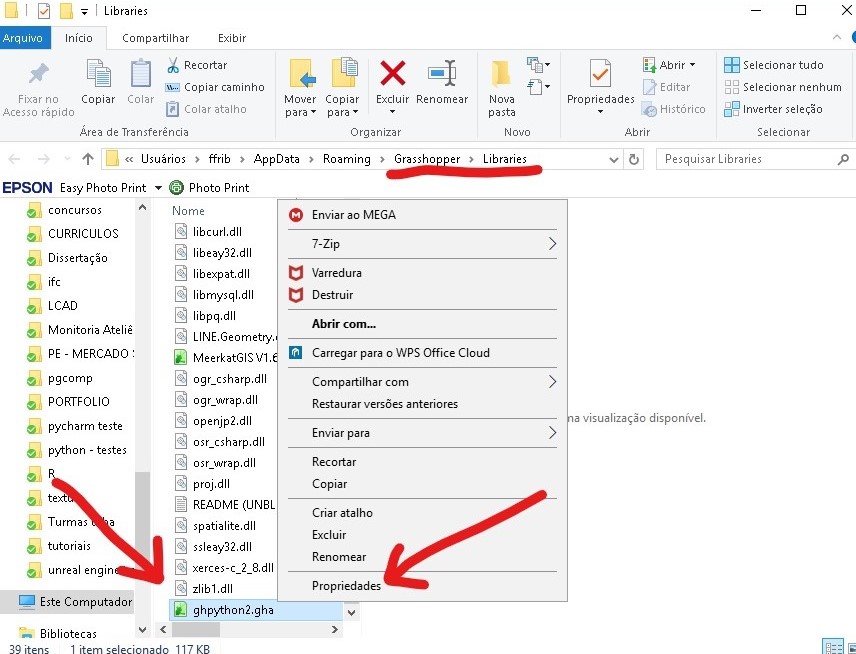 Libraries
Arquivo Início Compartilhar Exibir
Fixar no Acesso rápido
Copiar
Colar
Recortar
Copiar caminho
Colar atalho
Área de Transferência
Mover para
Copiar para
Excluir
Renomear
Organizar
Nova pasta
Novo
Propriedades
Abrir
Editar
Histórico
Abrir
Selecionar tudo
Selecionar nenhum
Inverter seleção
Selecionar
« Usuários > ffrib > AppData > Roaming > Grasshopper > Libraries
Pesquisar Libraries
EPSON Easy Photo Print Photo Print
concursos
CURRICULOS
Dissertação
ifc
LCAD
Monitoria Ateliê
PE - MERCADO
pgcomp
PORTFOLIO
pycharm teste
python - testes
R
Turmas
tutoriais
unreal engine
Este Computador
Bibliotecas
Nome
libcurl.dll
libeay32.dll
libexpat.dll
libmysql.dll
libpq.dll
LINE.Geometry.
MeerkatGIS V1.6
ogr_csharp.dll
ogr_wrap.dll
openjp2.dll
osr_csharp.dll
osr_wrap.dll
proj.dll
README (UNBL
spatialite.dll
ssleay32.dll
xerces-c_2_8.dll
zlib1.dll
ghpython2.gha
Enviar ao MEGA
7-Zip
Varredura
Destruir
Abrir com...
Carregar para o WPS Office Cloud
Compartilhar com
Restaurar versões anteriores
Enviar para
Recortar
Copiar
Criar atalho
Excluir
Renomear
Propriedades
ma visualização disponível.
39 itens 1 item selecionado 117 KB